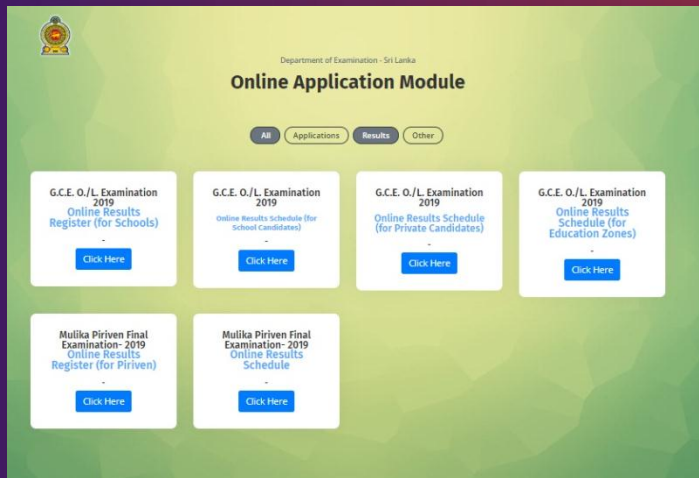 Department of Examination - Sri Lanka
Online Application Module
All Applications Results Other
G.C.E. O./L. Examination
2019
Online Results
Register (for Schools)
-
Click Here
G.C.E. O./L. Examination
2019
Online Results Schedule (for
School Candidates)
-
Click Here
G.C.E. O./L. Examination
2019
Online Results Schedule
(for Private Candidates)
-
Click Here
G.C.E. O./L. Examination
2019
Online Results
Schedule (for
Education Zones)
-
Click Here
Mulika Piriven Final
Examination- 2019
Online Results
Register (for Piriven)
-
Click Here
Mulika Piriven Final
Examination- 2019
Online Results
Schedule
-
Click Here